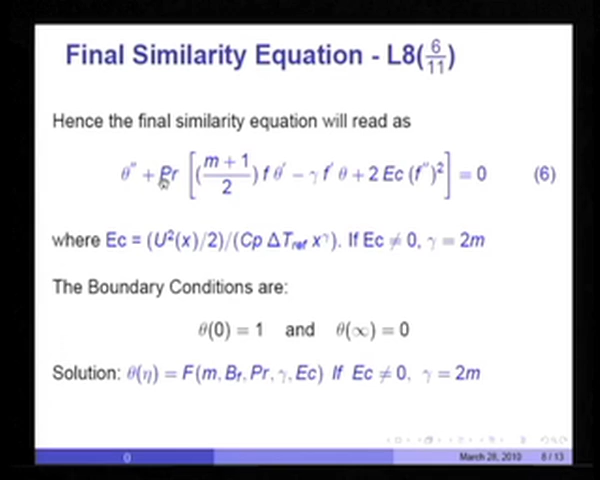 Final Similarity Equation - L8(6/11)
Hence the final similarity equation will read as
θ″ + Pr [(m + 1 / 2) f θ′ − γ f′ θ + 2 Ec (f″)²] = 0 (6)
where Ec = (U²(x)/2)/(Cp ΔT_ref x^γ). If Ec ≠ 0, γ = 2m
The Boundary Conditions are:
θ(0) = 1 and θ(∞) = 0
Solution: θ(η) = F(m, B_f, Pr, γ, Ec) If Ec ≠ 0, γ = 2m
0 March 28, 2010 8 / 13